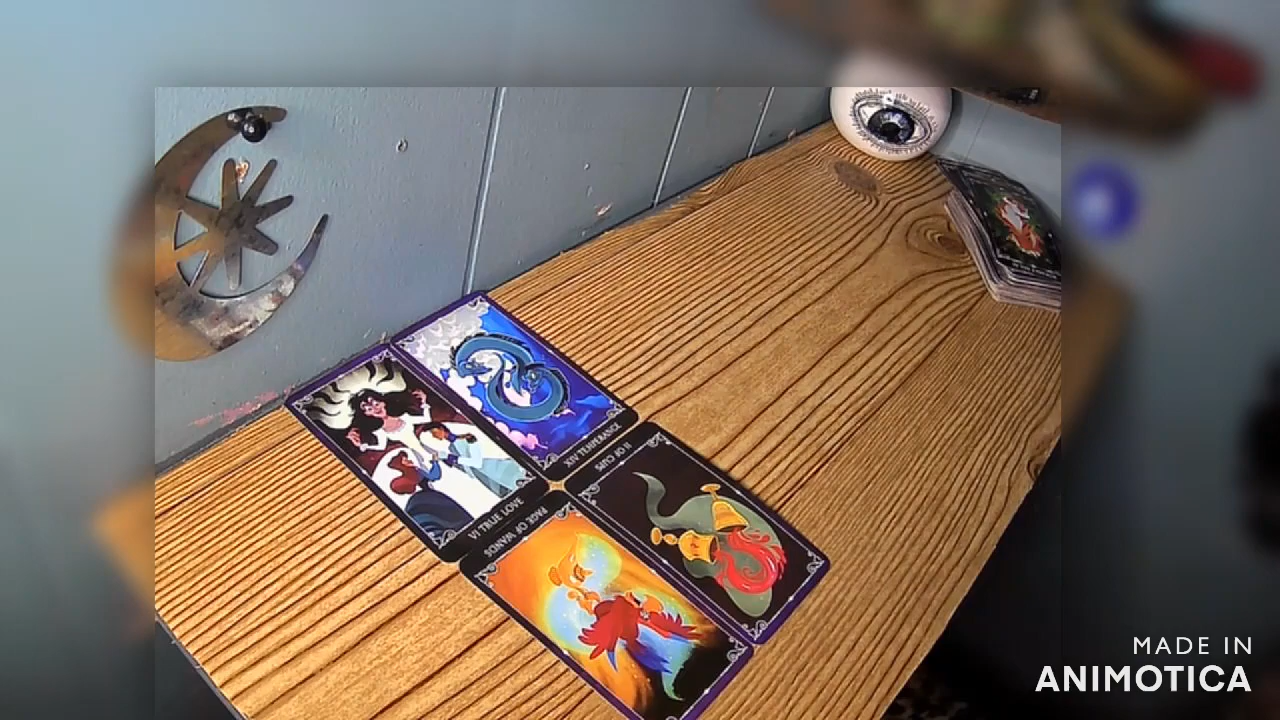 XIV TEMPERANCE
II OF CUPS
VI TRUE LOVE
PAGE OF WANDS
MADE IN
ANIMOTICA